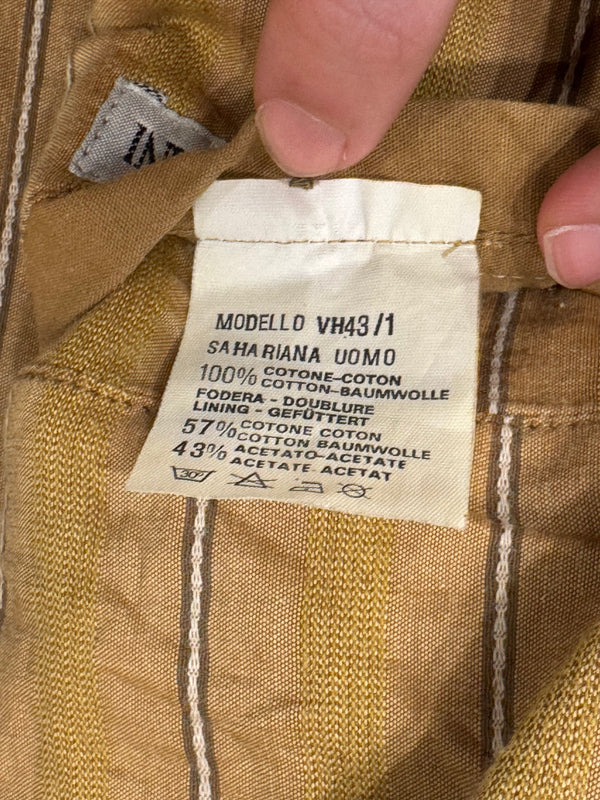 MODELLO VH43/1
SAHARIANA UOMO
100% COTONE-COTON
COTTON-BAUMWOLLE
FODERA - DOUBLURE
LINING - GEFÜTTERT
57% COTONE COTON
COTTON BAUMWOLLE
43% ACETATO-ACETATE
ACETATE-ACETAT
30°